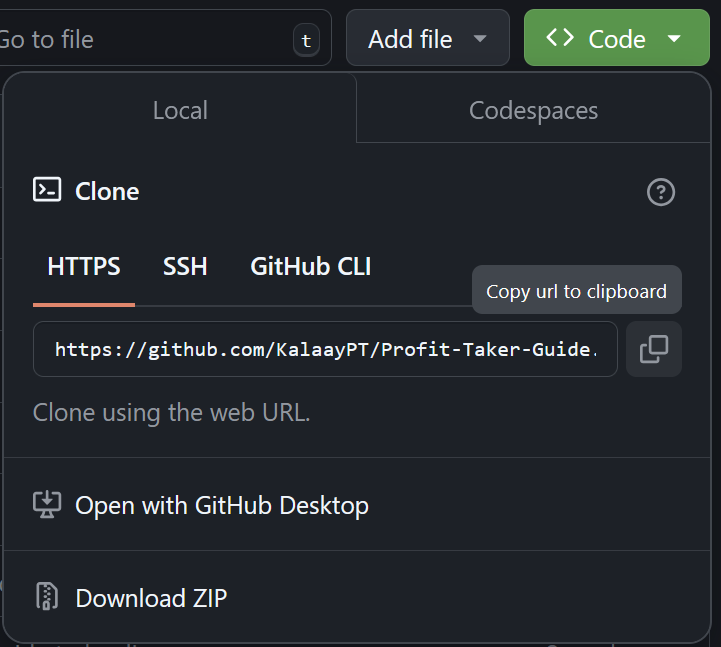 Go to file t Add file Code
Local Codespaces
Clone
HTTPS SSH GitHub CLI
Copy url to clipboard
https://github.com/KalaayPT/Profit-Taker-Guide.
Clone using the web URL.
Open with GitHub Desktop
Download ZIP